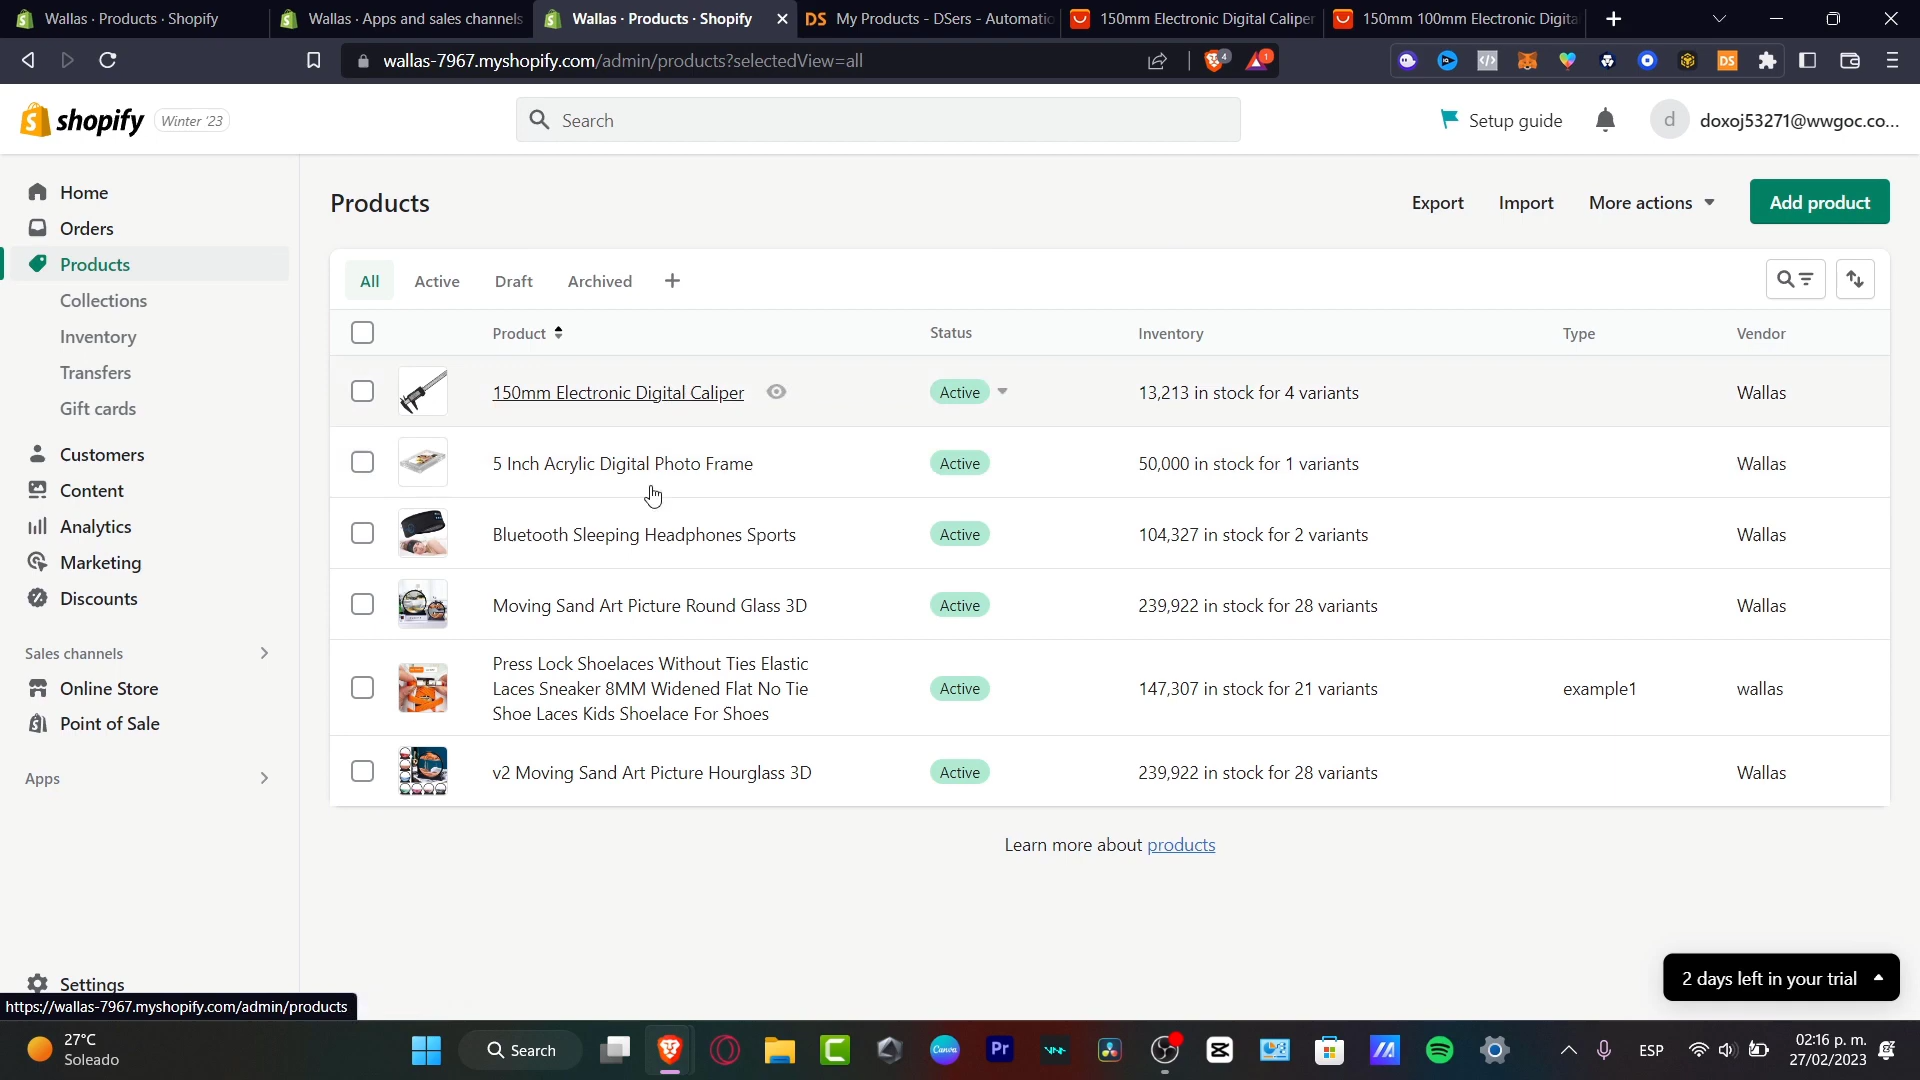 Wallas · Products · Shopify
Wallas · Apps and sales channels
Wallas · Products · Shopify
DS My Products - DSers - Automatio
150mm Electronic Digital Caliper
150mm 100mm Electronic Digita
wallas-7967.myshopify.com/admin/products?selectedView=all
4
1
DS
shopify
Winter '23
Search
Setup guide
d
doxoj53271@wwgoc.co...
Home
Orders
Products
Collections
Inventory
Transfers
Gift cards
Customers
Content
Analytics
Marketing
Discounts
Sales channels
Online Store
Point of Sale
Apps
Settings
https://wallas-7967.myshopify.com/admin/products
Products
Export
Import
More actions
Add product
All
Active
Draft
Archived
Product
Status
Inventory
Type
Vendor
150mm Electronic Digital Caliper
Active
13,213 in stock for 4 variants
Wallas
5 Inch Acrylic Digital Photo Frame
Active
50,000 in stock for 1 variants
Wallas
Bluetooth Sleeping Headphones Sports
Active
104,327 in stock for 2 variants
Wallas
Moving Sand Art Picture Round Glass 3D
Active
239,922 in stock for 28 variants
Wallas
Press Lock Shoelaces Without Ties Elastic
Laces Sneaker 8MM Widened Flat No Tie
Shoe Laces Kids Shoelace For Shoes
Active
147,307 in stock for 21 variants
example1
wallas
v2 Moving Sand Art Picture Hourglass 3D
Active
239,922 in stock for 28 variants
Wallas
Learn more about products
2 days left in your trial
27°C
Soleado
Search
Canva
Pr
ESP
02:16 p. m.
27/02/2023